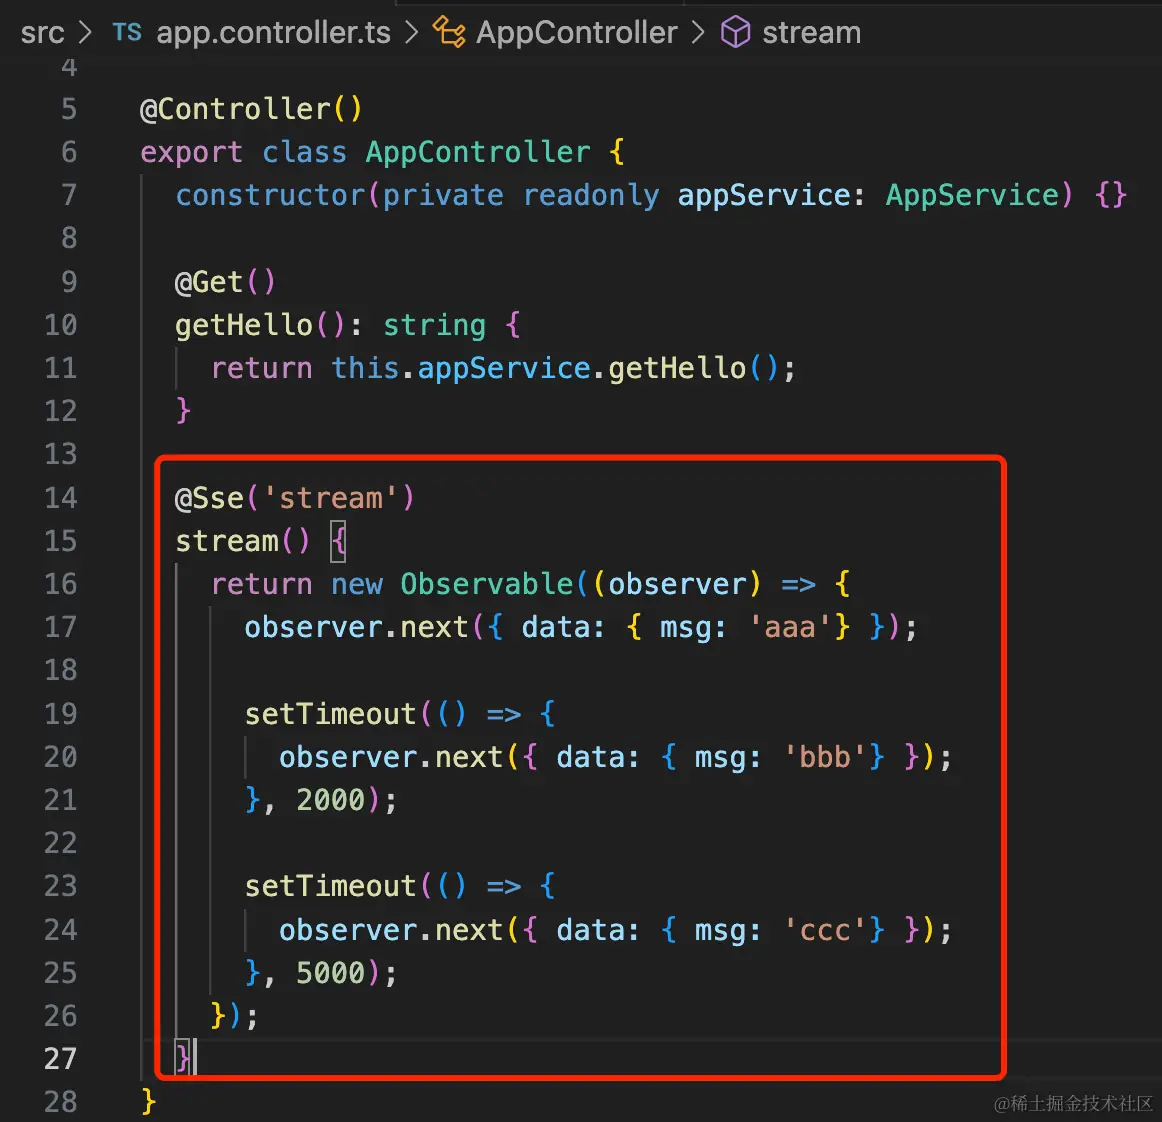 src > TS app.controller.ts > AppController > stream
4
5 @Controller()
6 export class AppController {
7 constructor(private readonly appService: AppService) {}
8
9 @Get()
10 getHello(): string {
11 return this.appService.getHello();
12 }
13
14 @Sse('stream')
15 stream() {
16 return new Observable((observer) => {
17 observer.next({ data: { msg: 'aaa'} });
18
19 setTimeout(() => {
20 observer.next({ data: { msg: 'bbb'} });
21 }, 2000);
22
23 setTimeout(() => {
24 observer.next({ data: { msg: 'ccc'} });
25 }, 5000);
26 });
27 }
28 }
@稀土掘金技术社区